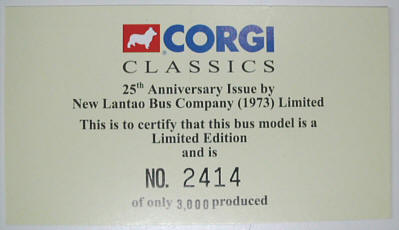 CORGI
CLASSICS
25th Anniversary Issue by
New Lantao Bus Company (1973) Limited
This is to certify that this bus model is a
Limited Edition
and is
NO. 2414
of only 3,000 produced